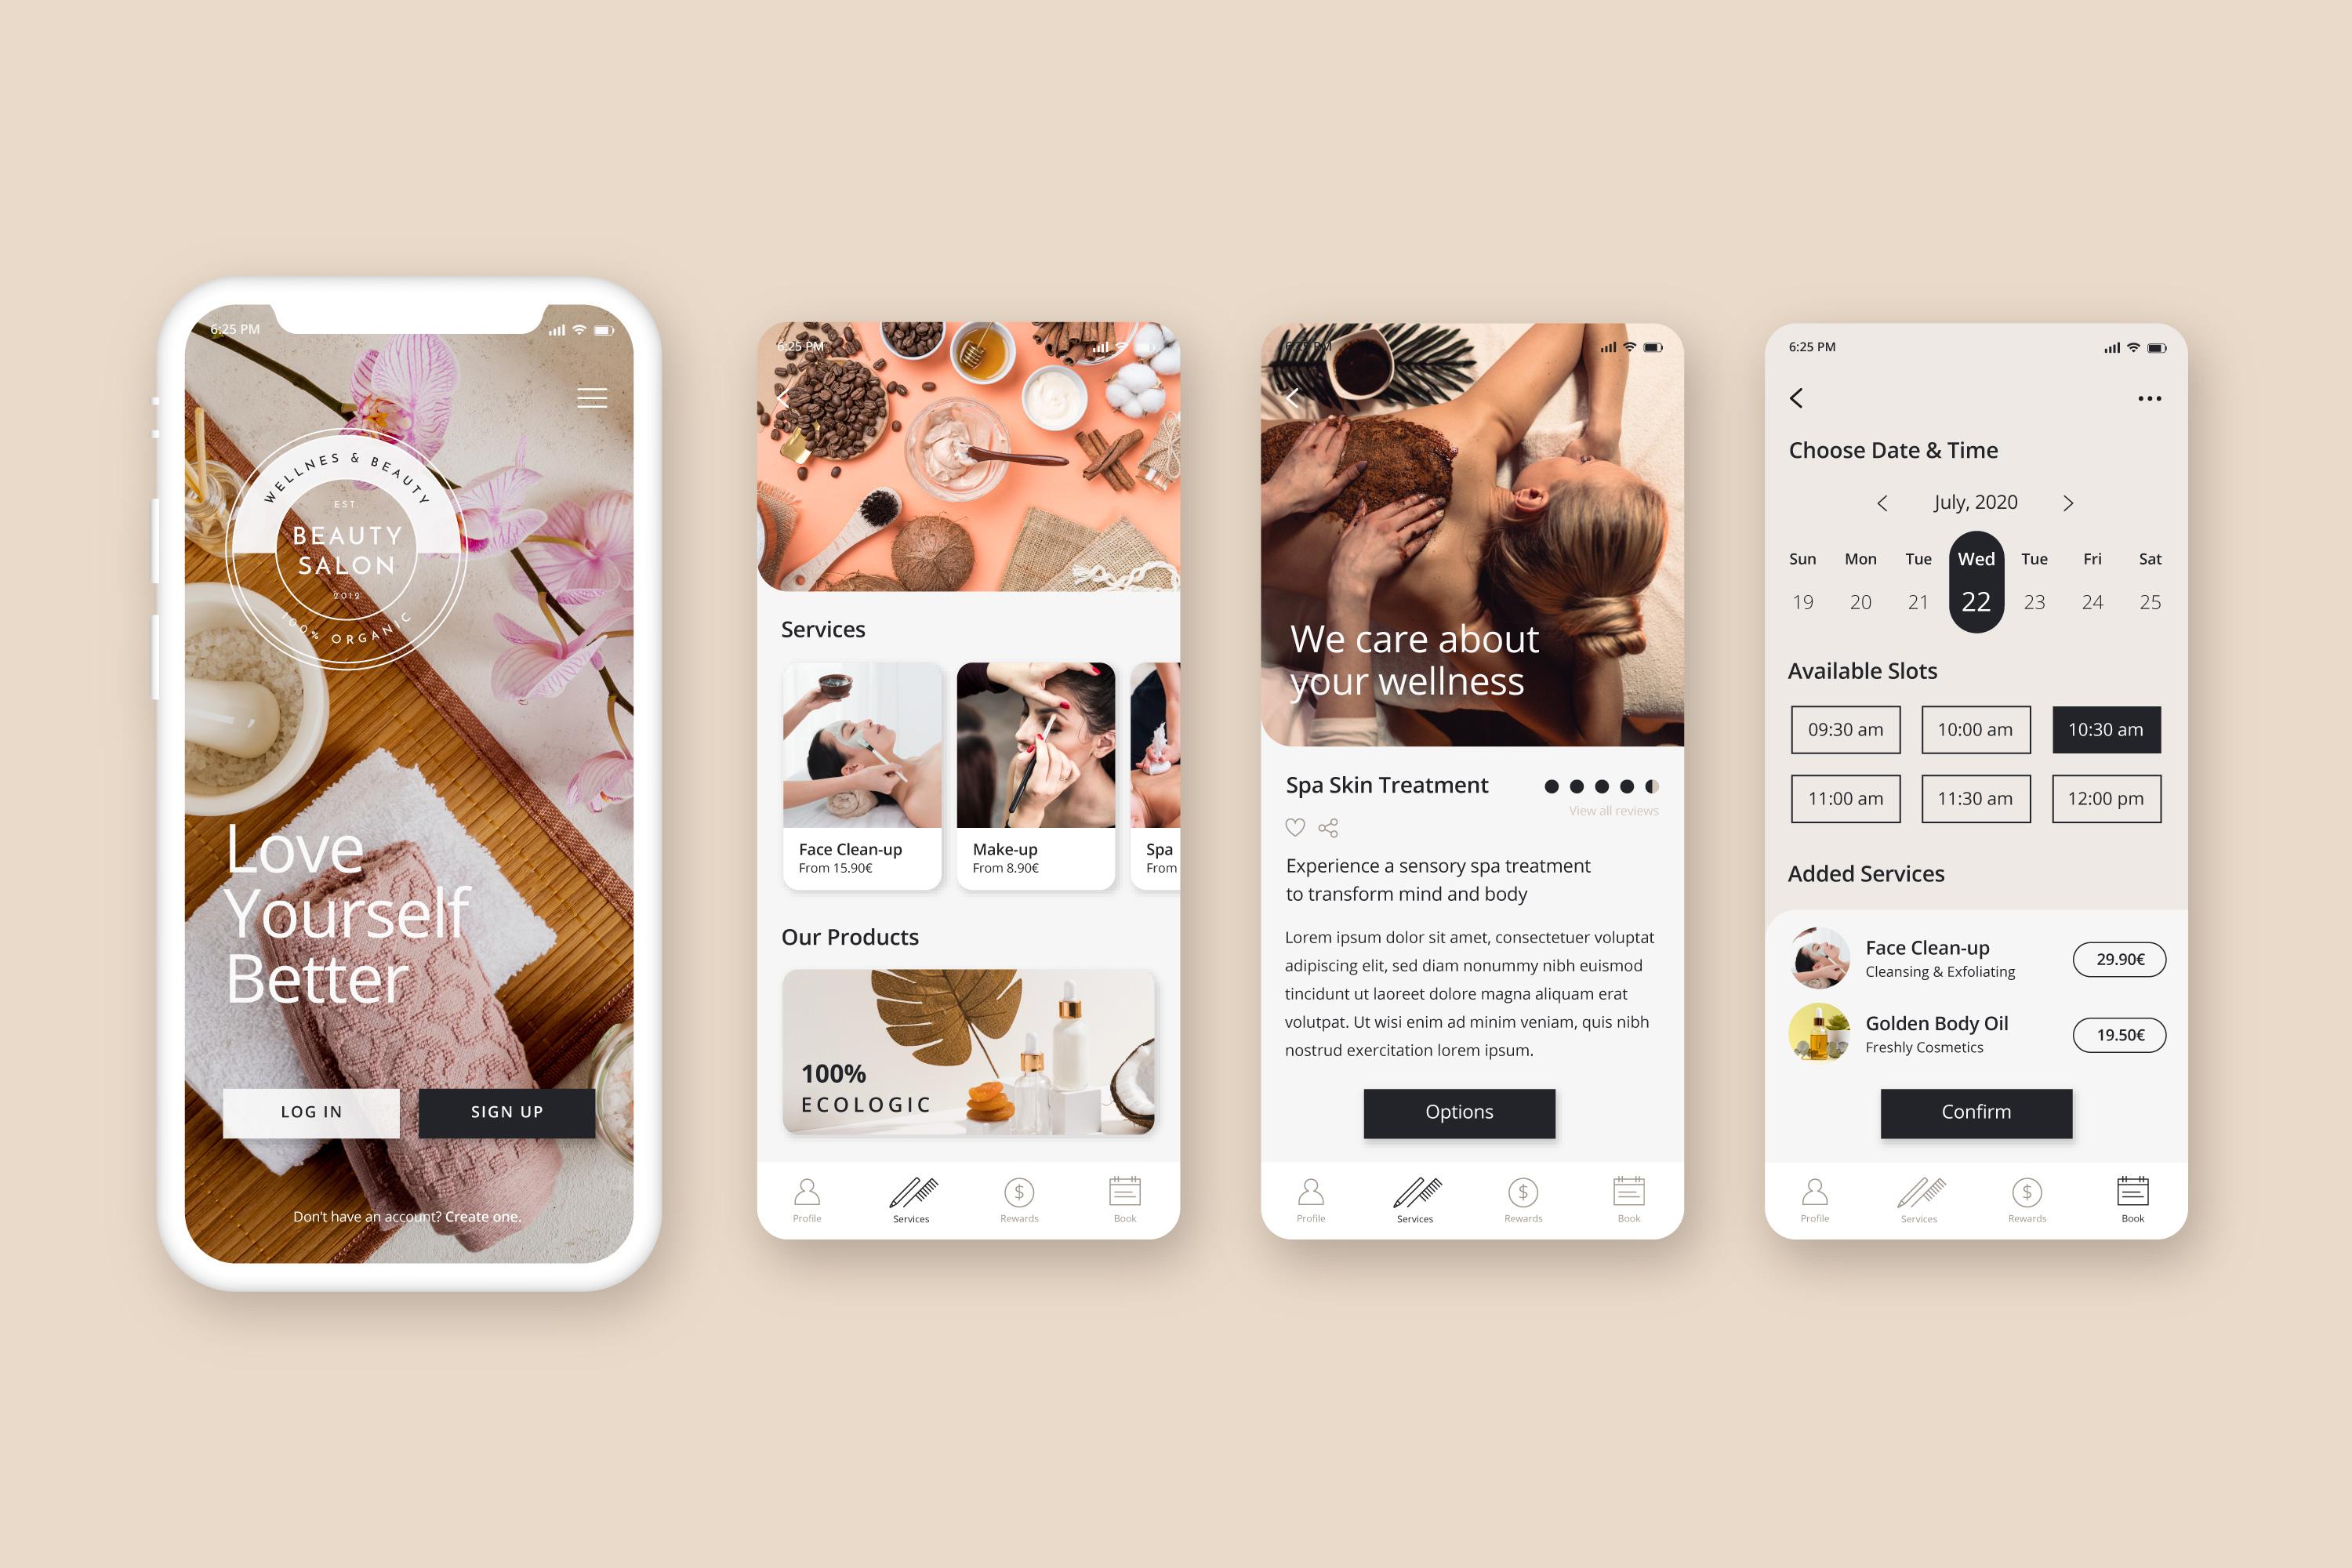 6:25 PM
WELLNES & BEAUTY
EST.
BEAUTY
SALON
2012
100% ORGANIC
Love
Yourself
Better
LOG IN
SIGN UP
Don't have an account? Create one.
6:25 PM
Services
Face Clean-up
From 15.90€
Make-up
From 8.90€
Spa
From
Our Products
100%
ECOLOGIC
Profile
Services
Rewards
Book
6:25 PM
We care about
your wellness
Spa Skin Treatment
View all reviews
Experience a sensory spa treatment
to transform mind and body
Lorem ipsum dolor sit amet, consectetuer voluptat
adipiscing elit, sed diam nonummy nibh euismod
tincidunt ut laoreet dolore magna aliquam erat
volutpat. Ut wisi enim ad minim veniam, quis nibh
nostrud exercitation lorem ipsum.
Options
Profile
Services
Rewards
Book
6:25 PM
Choose Date & Time
July, 2020
Sun Mon Tue Wed Tue Fri Sat
19 20 21 22 23 24 25
Available Slots
09:30 am 10:00 am 10:30 am
11:00 am 11:30 am 12:00 pm
Added Services
Face Clean-up
Cleansing & Exfoliating
29.90€
Golden Body Oil
Freshly Cosmetics
19.50€
Confirm
Profile
Services
Rewards
Book